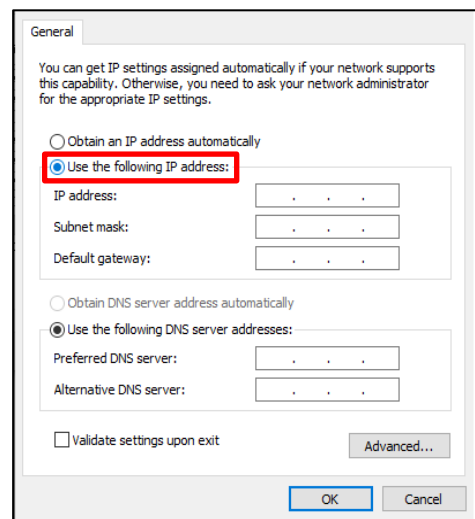 General
You can get IP settings assigned automatically if your network supports
this capability. Otherwise, you need to ask your network administrator
for the appropriate IP settings.
Obtain an IP address automatically
Use the following IP address:
IP address:
. . .
Subnet mask:
. . .
Default gateway:
. . .
Obtain DNS server address automatically
Use the following DNS server addresses:
Preferred DNS server:
. . .
Alternative DNS server:
. . .
Validate settings upon exit
Advanced...
OK
Cancel